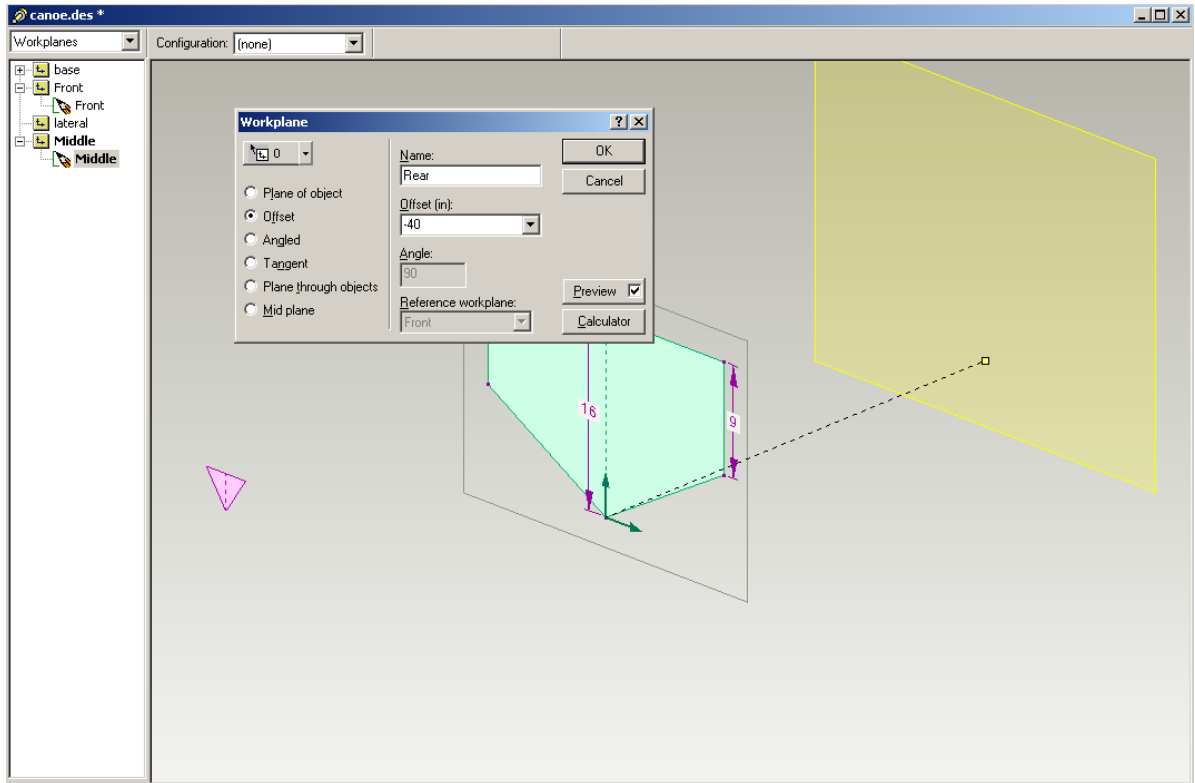 canoe.des *
Workplanes
Configuration: (none)
base
Front
Front
lateral
Middle
Middle
Workplane
0
Plane of object
Offset
Angled
Tangent
Plane through objects
Mid plane
Name:
Rear
Offset (in):
-40
Angle:
90
Reference workplane:
Front
OK
Cancel
Preview
Calculator
16
9